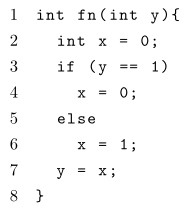 1 int fn(int y){
2   int x = 0;
3   if (y == 1)
4     x = 0;
5   else
6     x = 1;
7   y = x;
8 }